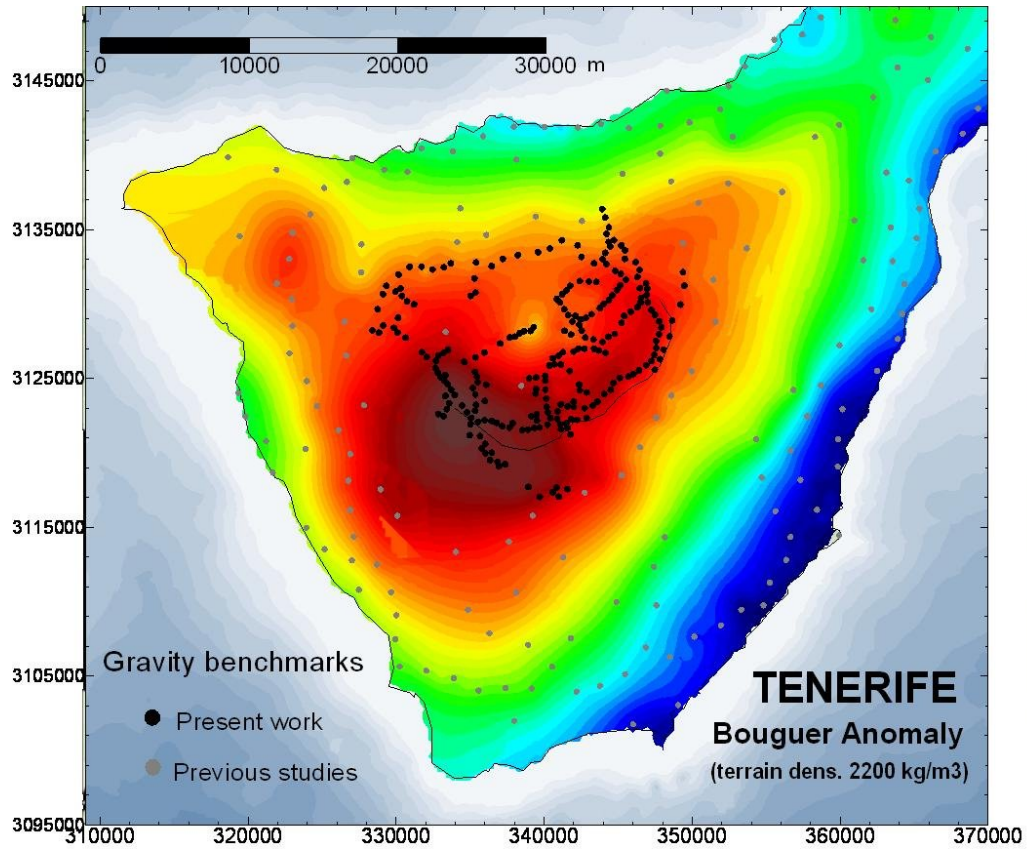 0 10000 20000 30000 m
3145000
3135000
3125000
3115000
3105000
3095000
Gravity benchmarks
Present work
Previous studies
TENERIFE
Bouguer Anomaly
(terrain dens. 2200 kg/m3)
310000 320000 330000 340000 350000 360000 370000